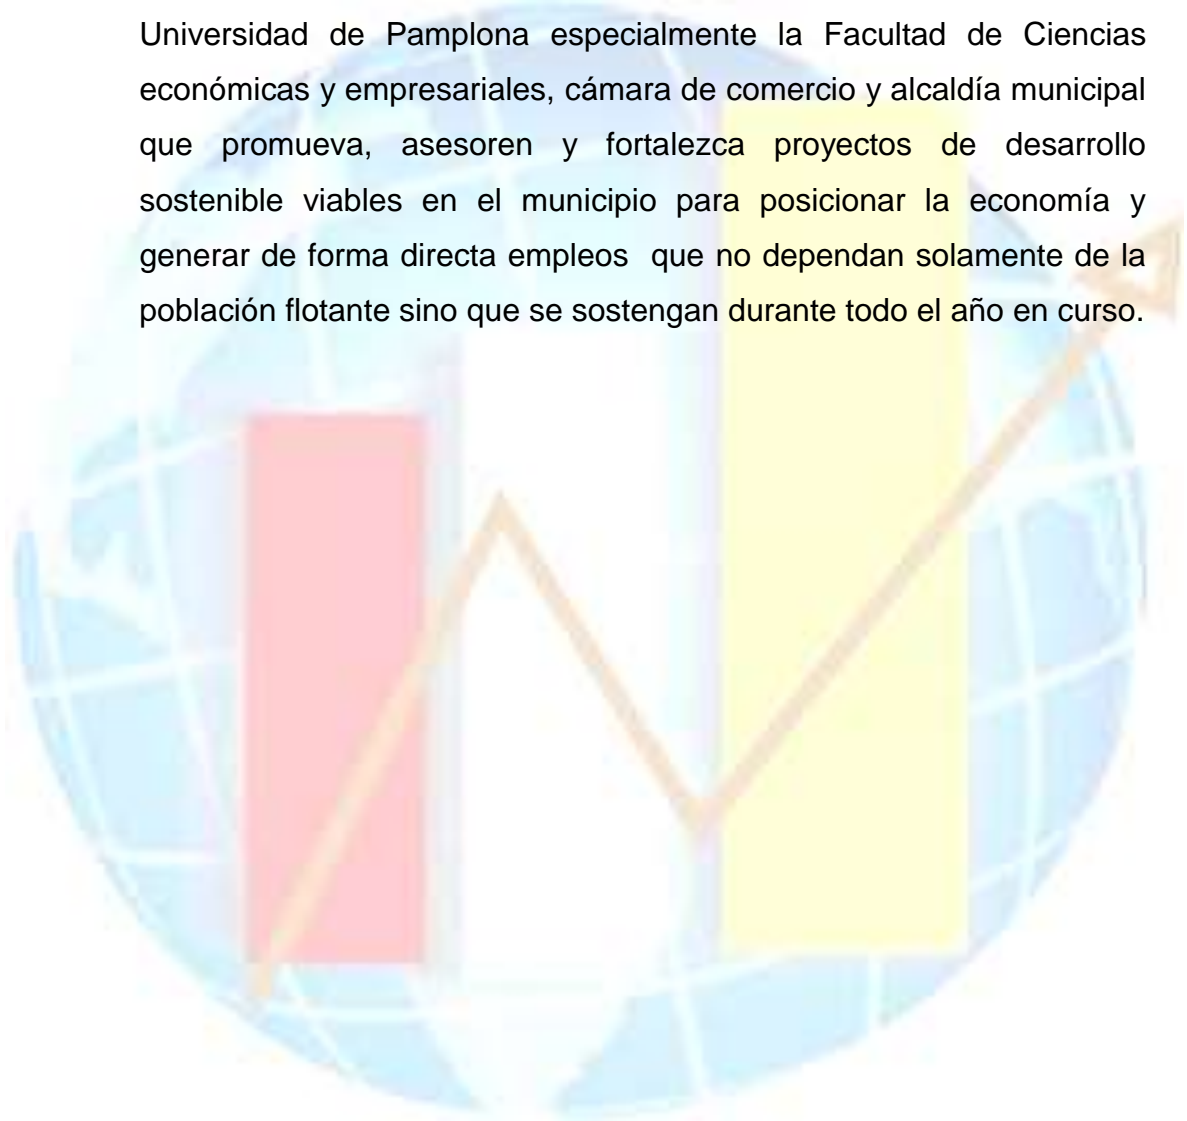 Universidad de Pamplona especialmente la Facultad de Ciencias
económicas y empresariales, cámara de comercio y alcaldía municipal
que promueva, asesoren y fortalezca proyectos de desarrollo
sostenible viables en el municipio para posicionar la economía y
generar de forma directa empleos  que no dependan solamente de la
población flotante sino que se sostengan durante todo el año en curso.